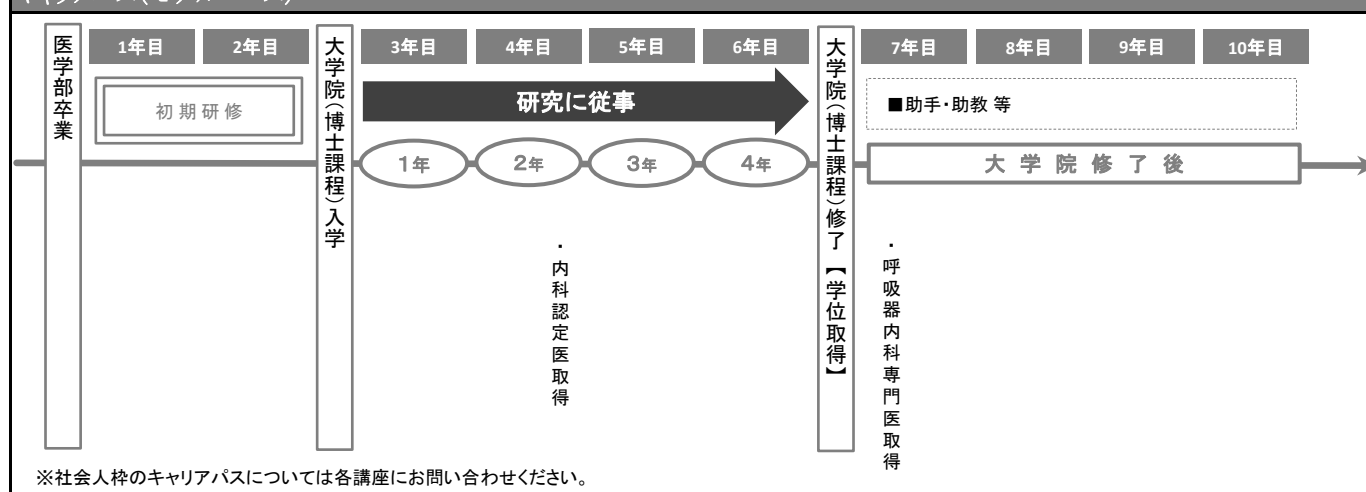 医学部卒業
1年目
2年目
初期研修
大学院(博士課程)入学
3年目
4年目
5年目
6年目
研究に従事
1年
2年
3年
4年
・内科認定医取得
大学院(博士課程)修了【学位取得】
7年目
8年目
9年目
10年目
■助手・助教 等
大学院修了後
・呼吸器内科専門医取得
※社会人枠のキャリアパスについては各講座にお問い合わせください。